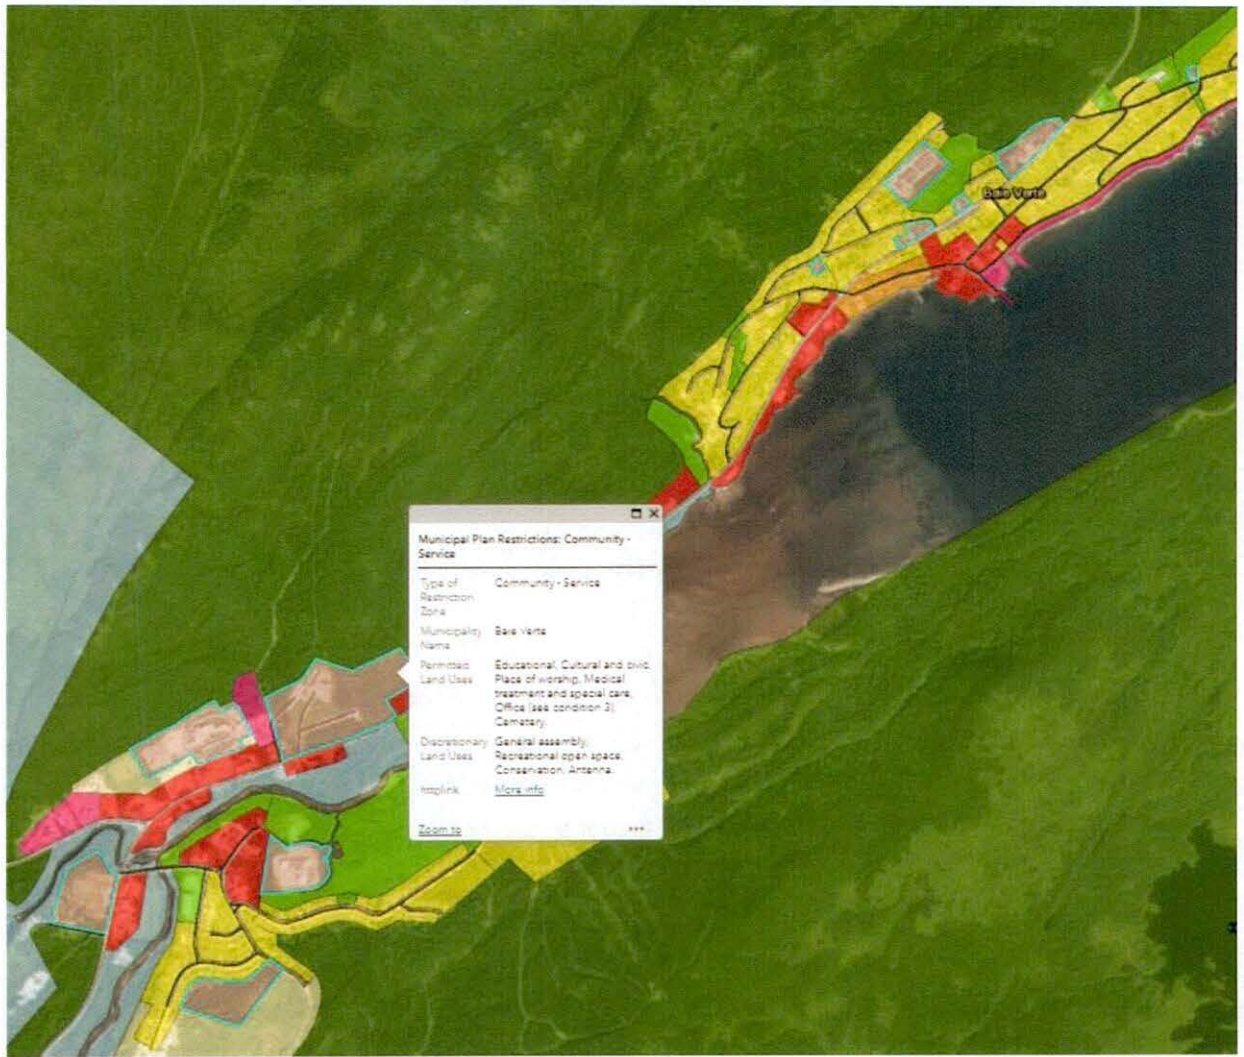 Baie Verte
Municipal Plan Restrictions: Community -
Service
Type of Restriction Zone
Community - Service
Municipality Name
Baie Verte
Permitted Land Uses
Educational, Cultural and civic,
Place of worship, Medical
treatment and special care,
Office (see condition 3),
Cemetery.
Discretionary Land Uses
General assembly,
Recreational open space,
Conservation, Antenna.
httplink
More info
Zoom to